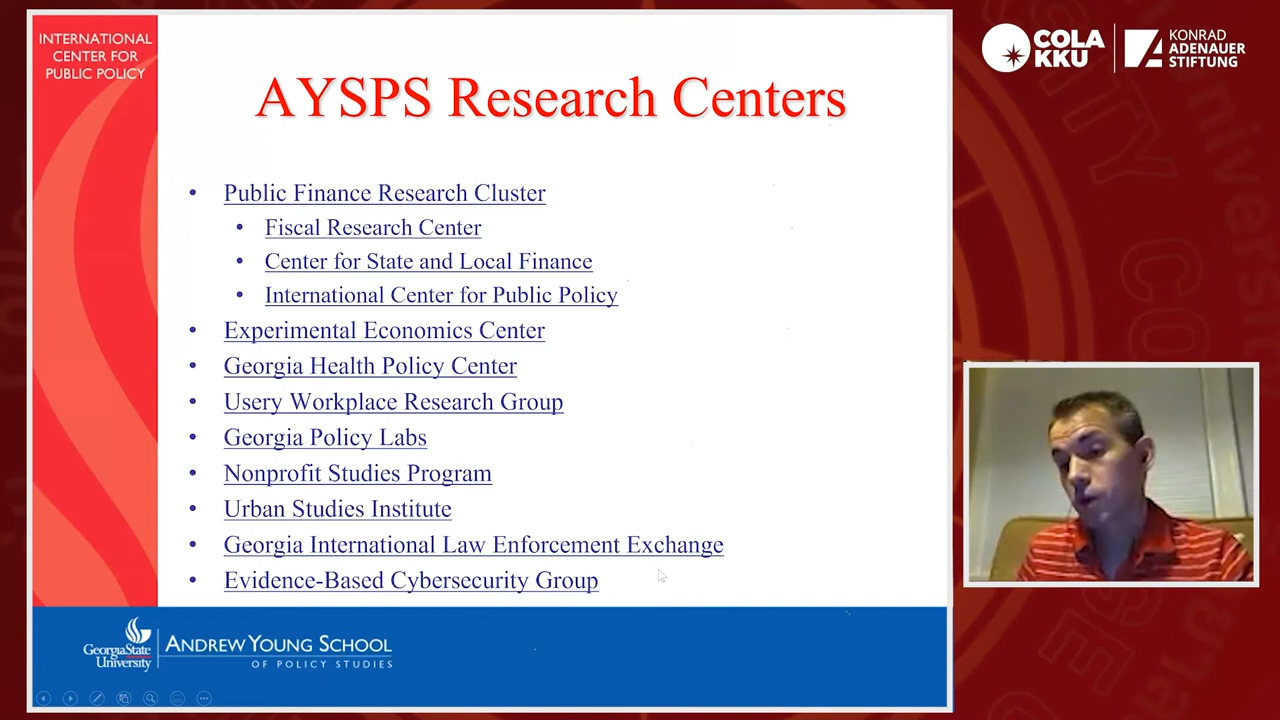 INTERNATIONAL
CENTER FOR
PUBLIC POLICY
AYSPS Research Centers
• Public Finance Research Cluster
• Fiscal Research Center
• Center for State and Local Finance
• International Center for Public Policy
• Experimental Economics Center
• Georgia Health Policy Center
• Usery Workplace Research Group
• Georgia Policy Labs
• Nonprofit Studies Program
• Urban Studies Institute
• Georgia International Law Enforcement Exchange
• Evidence-Based Cybersecurity Group
GeorgiaState
University
ANDREW YOUNG SCHOOL
OF POLICY STUDIES
COLA
KKU
KONRAD
ADENAUER
STIFTUNG